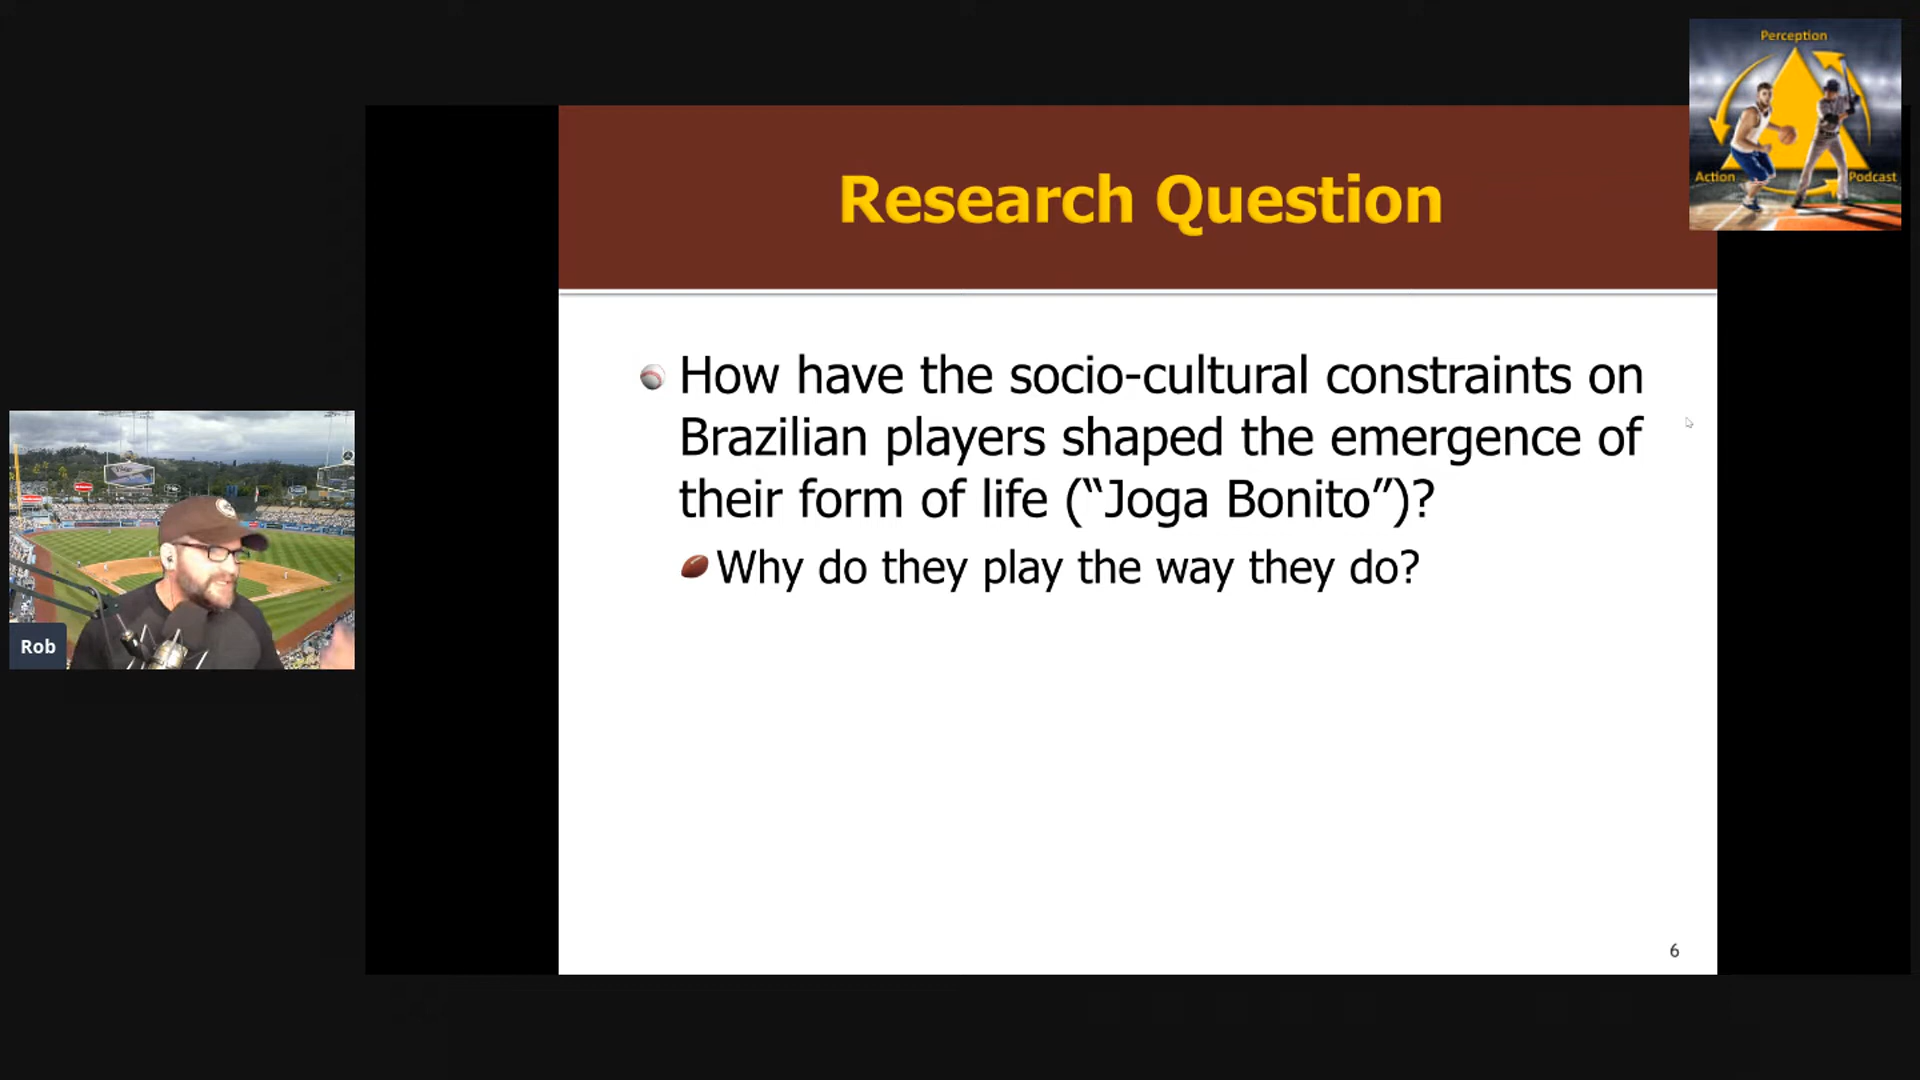 Perception
Action
Podcast
Research Question
How have the socio-cultural constraints on
Brazilian players shaped the emergence of
their form of life (“Joga Bonito”)?
Why do they play the way they do?
Rob
6